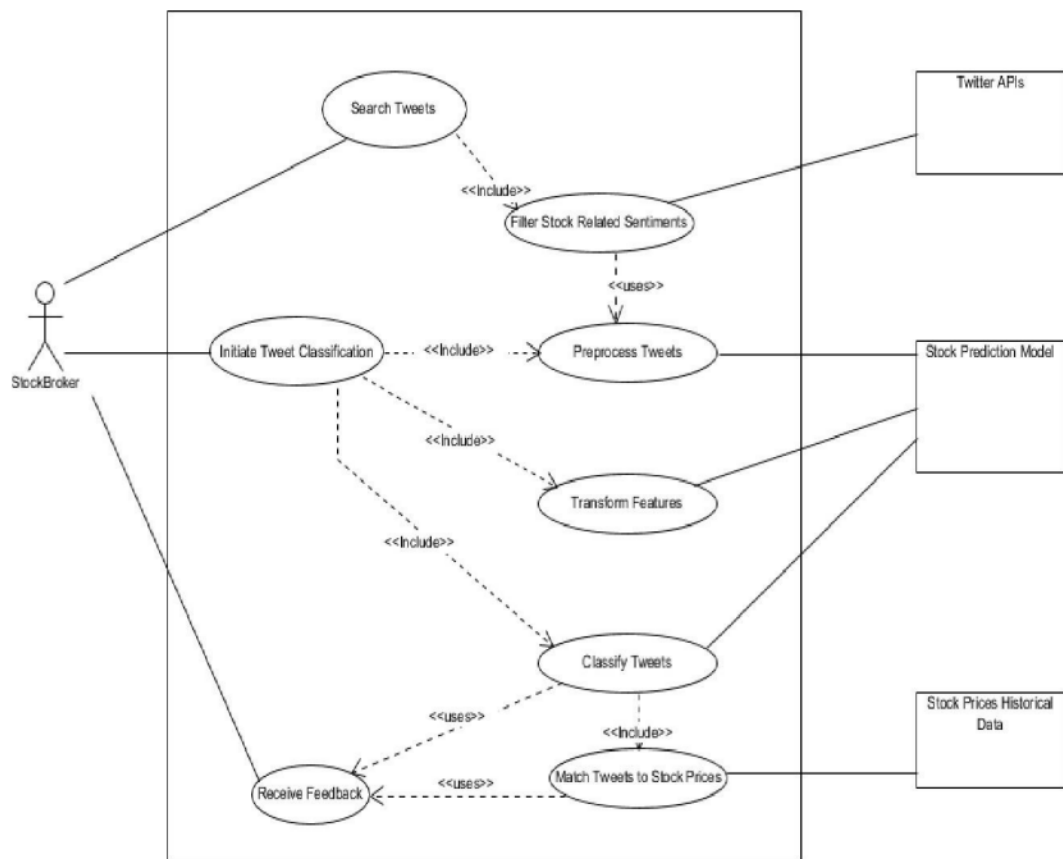 Search Tweets
Twitter APIs
<<Include>>
Filter Stock Related Sentiments
<<uses>>
StockBroker
Initiate Tweet Classification
<<Include>>
Preprocess Tweets
Stock Prediction Model
<<Include>>
Transform Features
<<Include>>
Classify Tweets
<<uses>>
<<Include>>
Stock Prices Historical
Data
Receive Feedback
<<uses>>
Match Tweets to Stock Prices